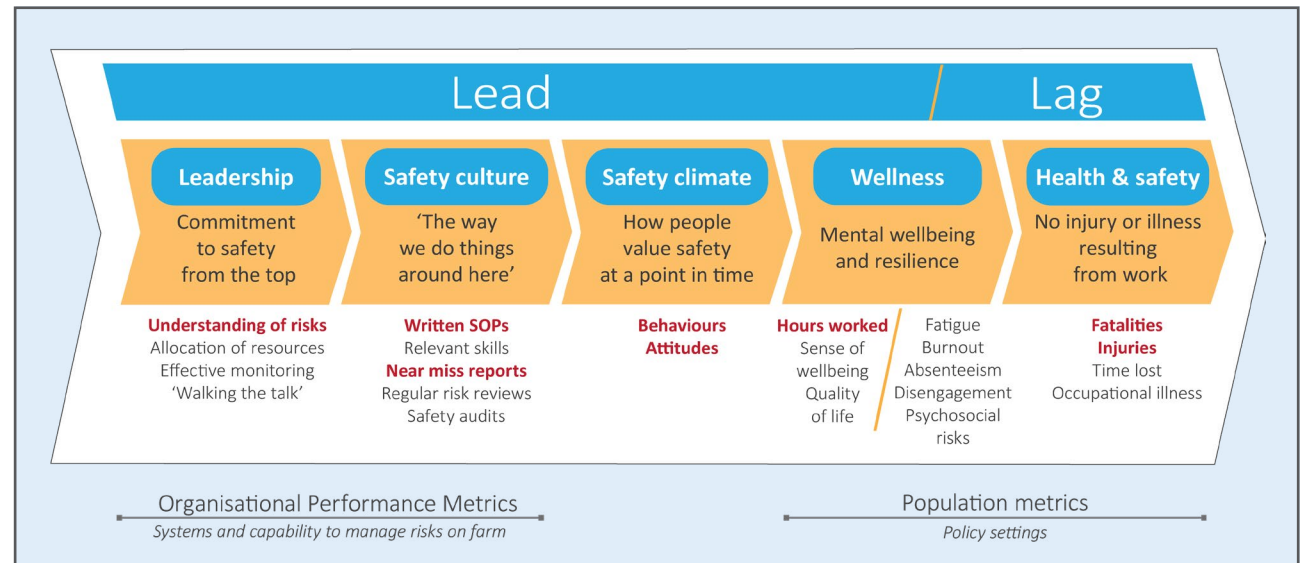 Lead
Lag
Leadership
Commitment
to safety
from the top
Safety culture
‘The way
we do things
around here’
Safety climate
How people
value safety
at a point in time
Wellness
Mental wellbeing
and resilience
Health & safety
No injury or illness
resulting
from work
Understanding of risks
Allocation of resources
Effective monitoring
‘Walking the talk’
Written SOPs
Relevant skills
Near miss reports
Regular risk reviews
Safety audits
Behaviours
Attitudes
Hours worked
Sense of
wellbeing
Quality
of life
Fatigue
Burnout
Absenteeism
Disengagement
Psychosocial
risks
Fatalities
Injuries
Time lost
Occupational illness
Organisational Performance Metrics
Systems and capability to manage risks on farm
Population metrics
Policy settings